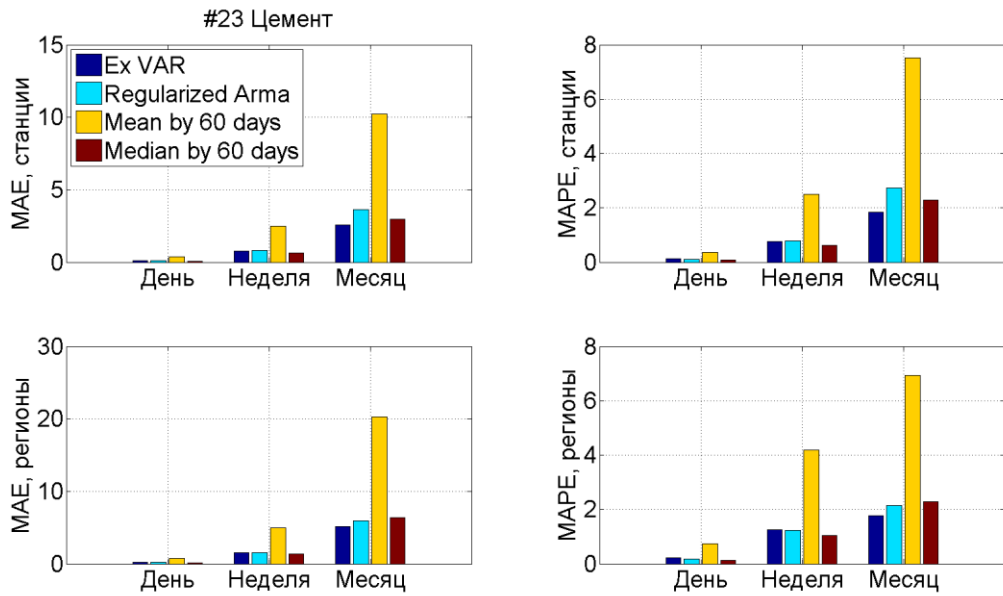 #23 Цемент
15
10
5
0
MAE, станции
Ex VAR
Regularized Arma
Mean by 60 days
Median by 60 days
День Неделя Месяц
8
6
4
2
0
MAPE, станции
День Неделя Месяц
30
20
10
0
MAE, регионы
День Неделя Месяц
8
6
4
2
0
MAPE, регионы
День Неделя Месяц